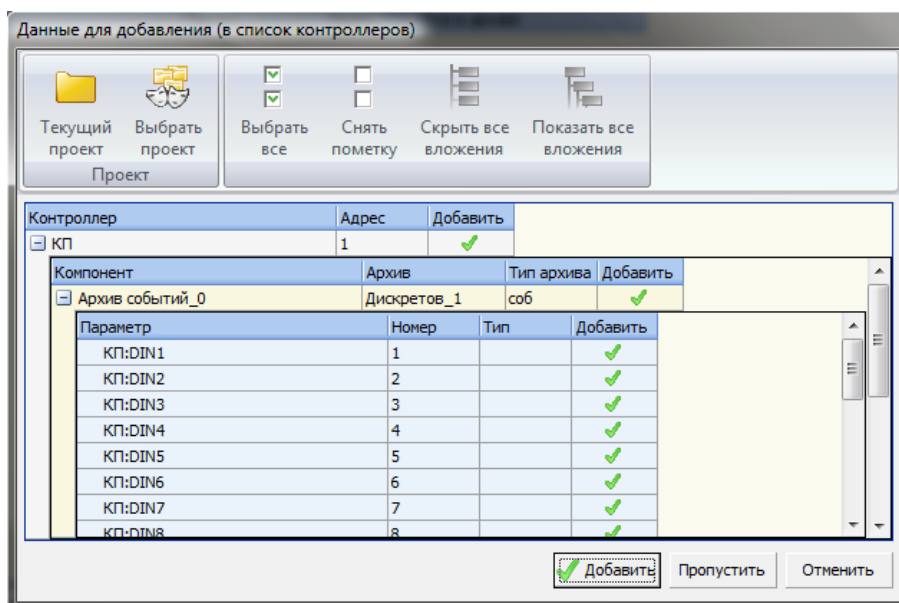 Данные для добавления (в список контроллеров)
Текущий проект
Выбрать проект
Выбрать все
Снять пометку
Скрыть все вложения
Показать все вложения
Проект
Контроллер Адрес Добавить
КП 1
Компонент Архив Тип архива Добавить
Архив событий_0 Дискретов_1 соб
Параметр Номер Тип Добавить
КП:DIN1 1
КП:DIN2 2
КП:DIN3 3
КП:DIN4 4
КП:DIN5 5
КП:DIN6 6
КП:DIN7 7
КП:DIN8 8
Добавить Пропустить Отменить